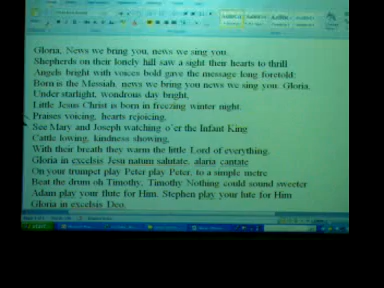 Gloria, News we bring you, news we sing you.
Shepherds on their lonely hill saw a sight then hearts to thrill
Angels bright with voices bold gave the message long foretold:
Born is the Messiah, news we bring you news we sing you. Gloria.
Under starlight, wondrous day bright,
Little Jesus Christ is born in freezing winter night.
Praises voicing, hearts rejoicing,
See Mary and Joseph watching o'er the Infant King
Cattle lowing, kindness showing,
With their breath they warm the little Lord of everything.
Gloria in excelsis Jesu natum salutate, alaria cantate
On your trumpet play Peter play Peter, to a simple metre
Beat the drum oh Timothy, Timothy Nothing could sound sweeter
Adam play your flute for Him. Stephen play your lute for Him
Gloria in excelsis Deo.
start